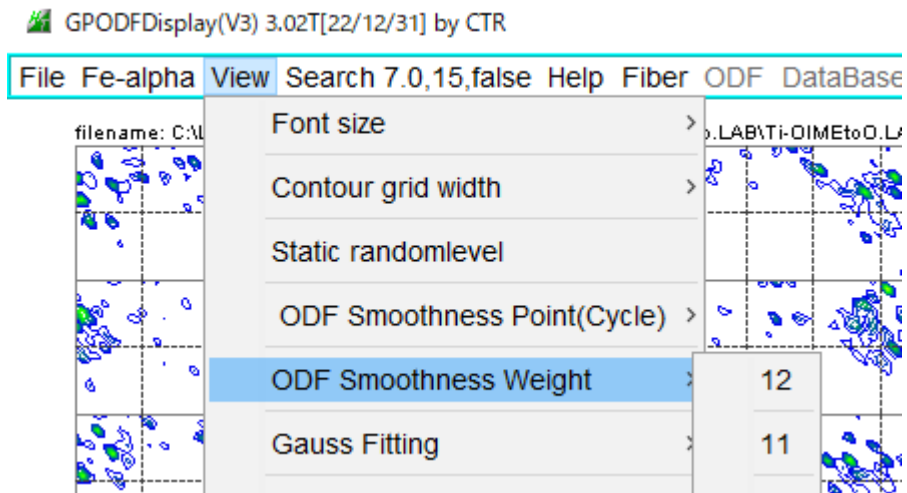 GPODFDisplay(V3) 3.02T[22/12/31] by CTR
File Fe-alpha View Search 7.0,15,false Help Fiber ODF DataBase
filename: C:\L
.LAB\Ti-OIMEtoO.LA
Font size
Contour grid width
Static randomlevel
ODF Smoothness Point(Cycle)
ODF Smoothness Weight
12
Gauss Fitting
11